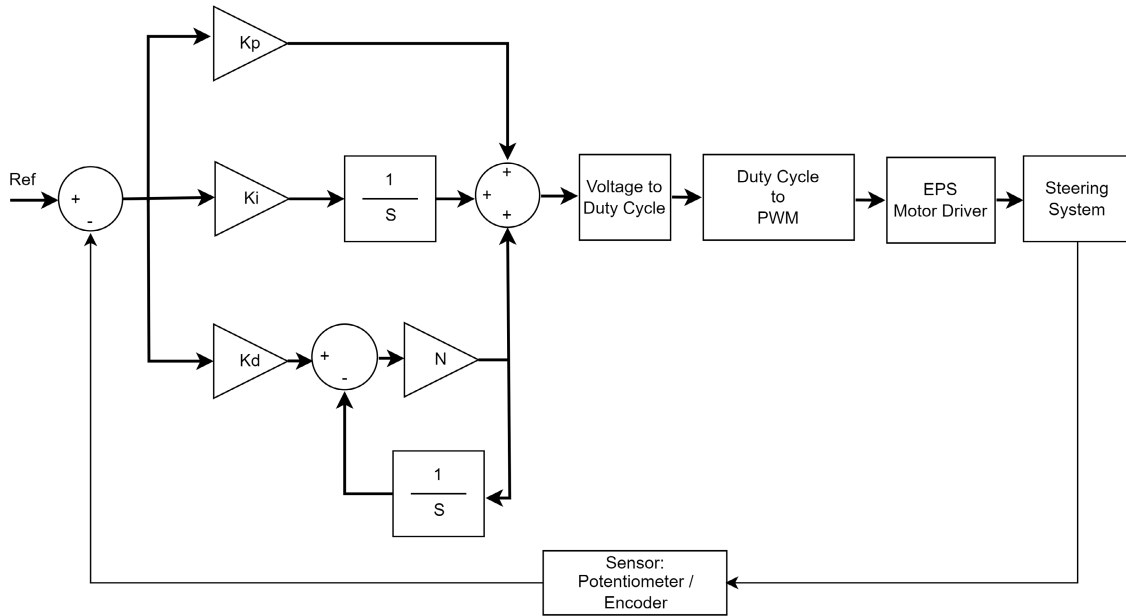 Kp
Ref
+
-
Ki
1
S
+
+
+
Voltage to
Duty Cycle
Duty Cycle
to
PWM
EPS
Motor Driver
Steering
System
Kd
+
-
N
1
S
Sensor:
Potentiometer /
Encoder